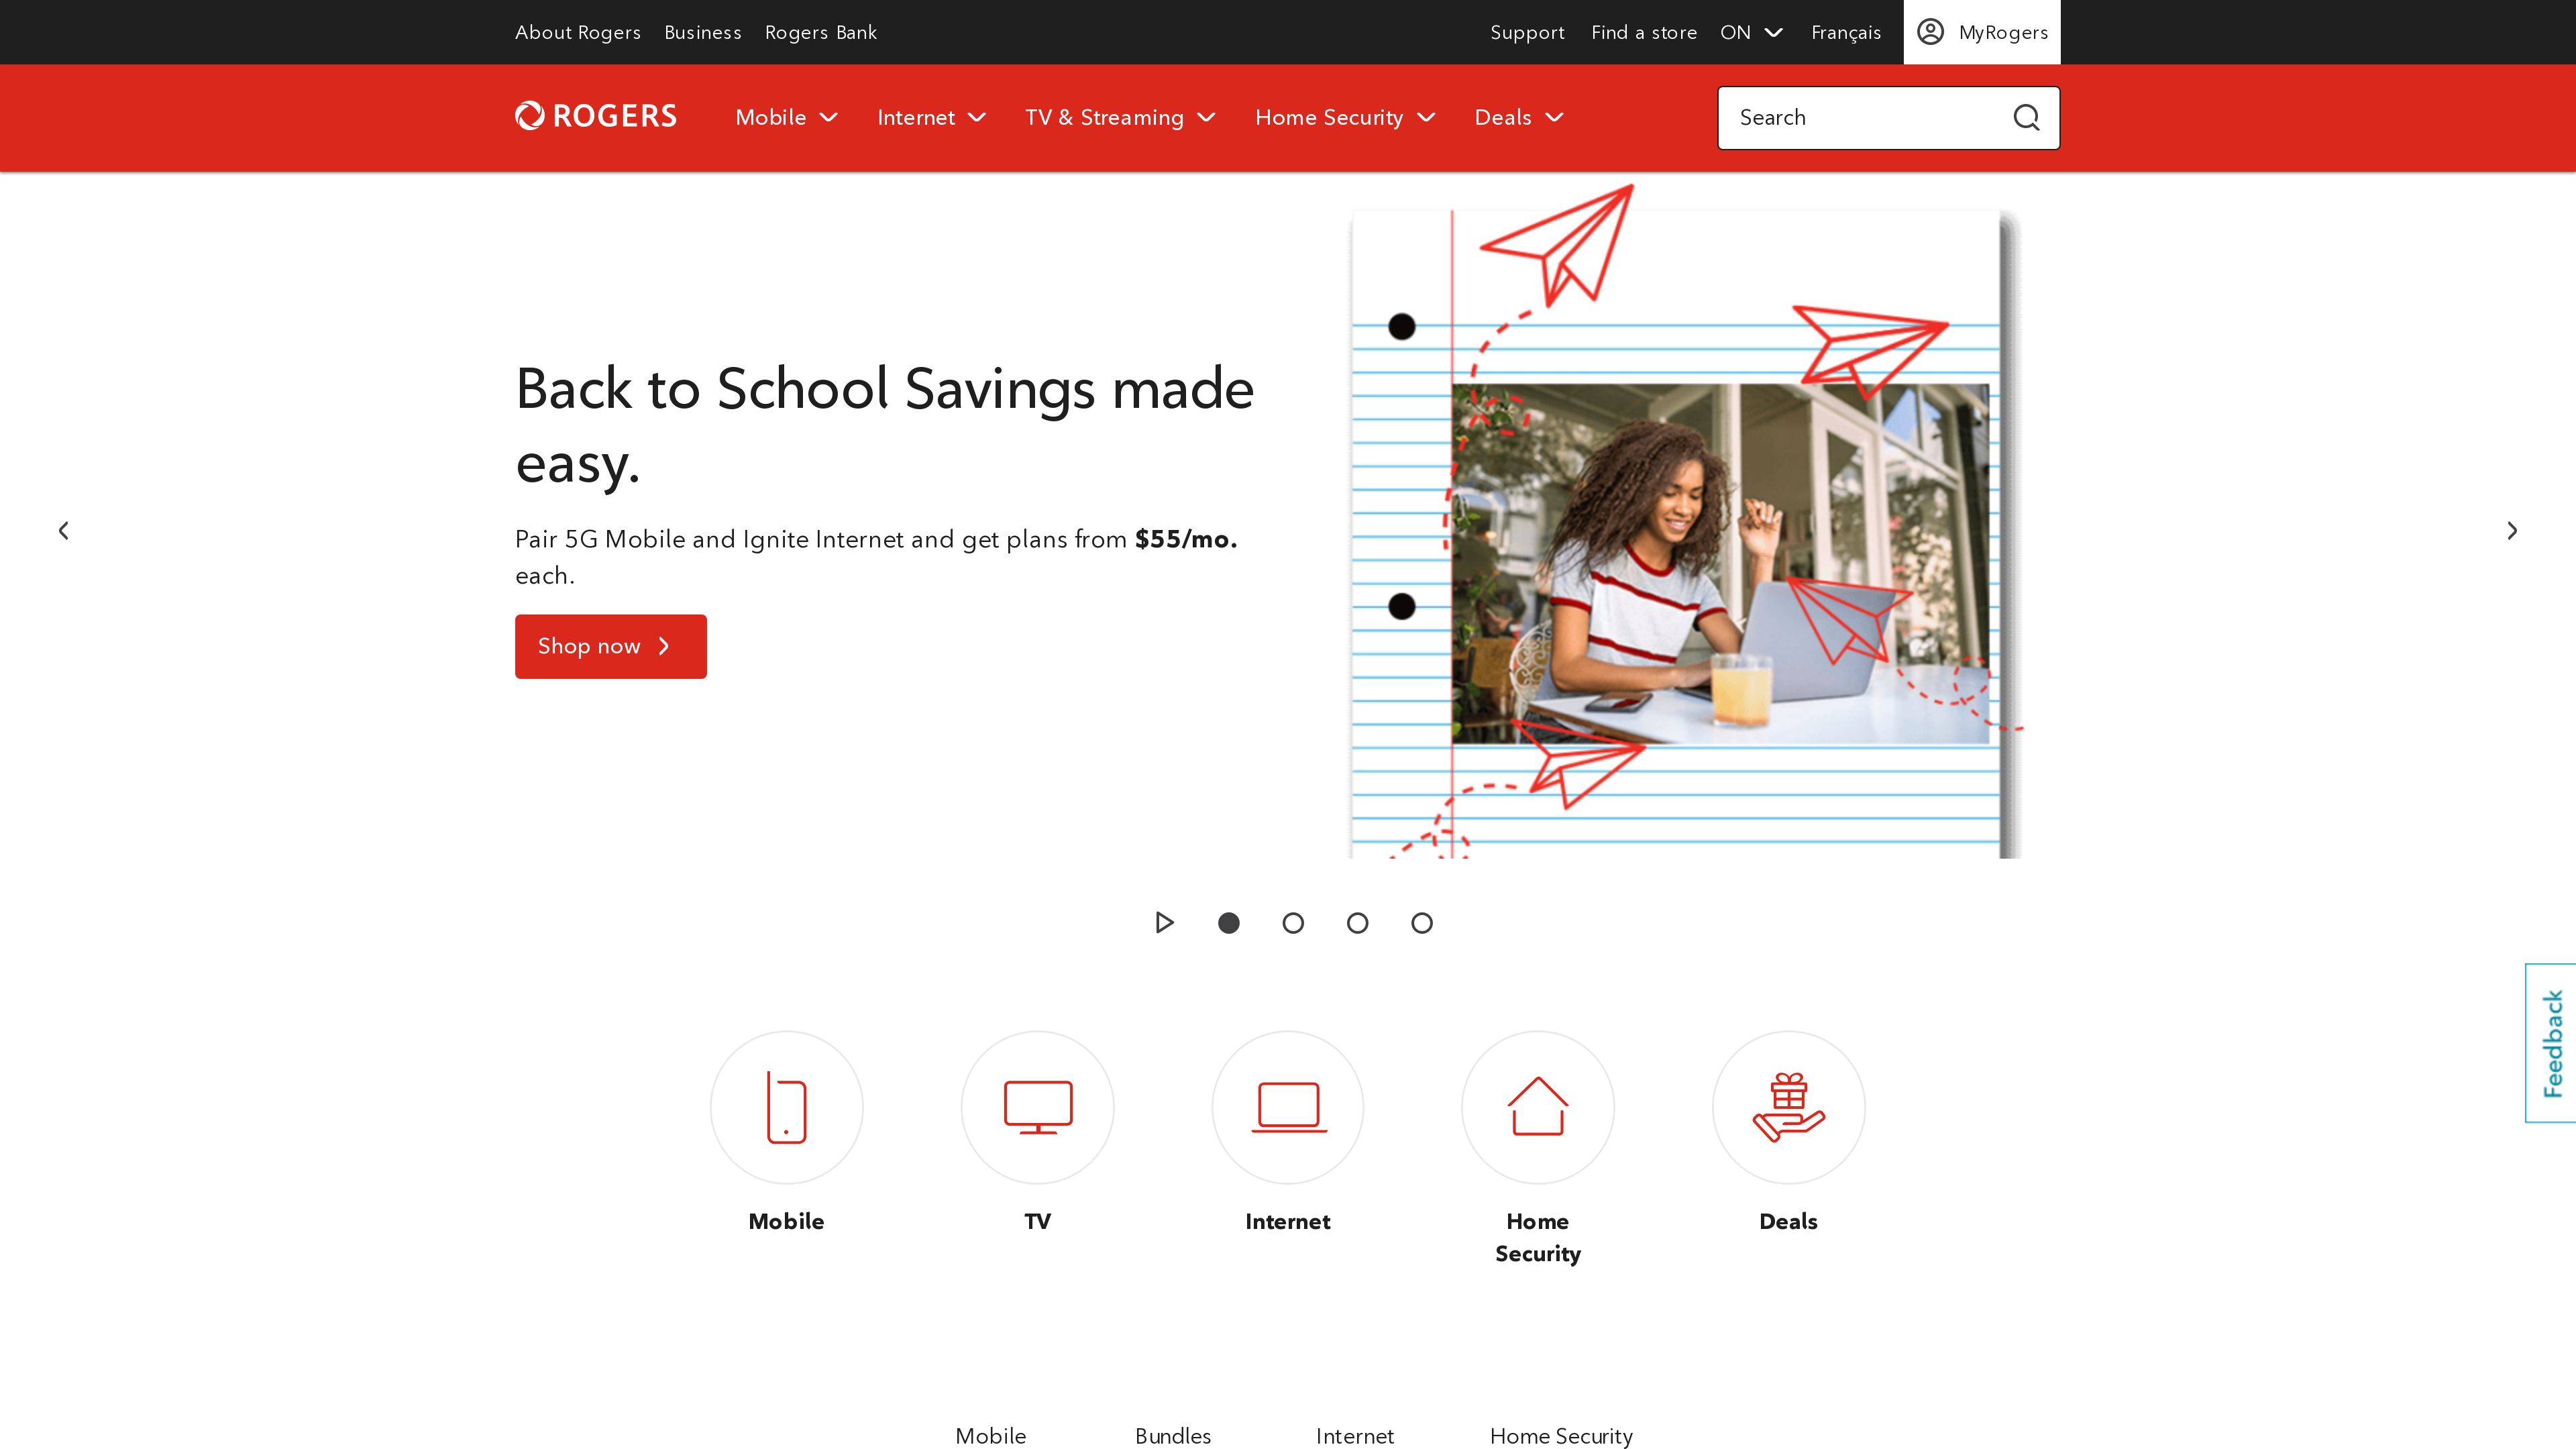 About Rogers Business Rogers Bank
Support Find a store ON Français MyRogers
ROGERS Mobile Internet TV & Streaming Home Security Deals Search
Back to School Savings made
easy.
Pair 5G Mobile and Ignite Internet and get plans from $55/mo.
each.
Shop now
Feedback
Mobile TV Internet Home Security Deals
Mobile Bundles Internet Home Security